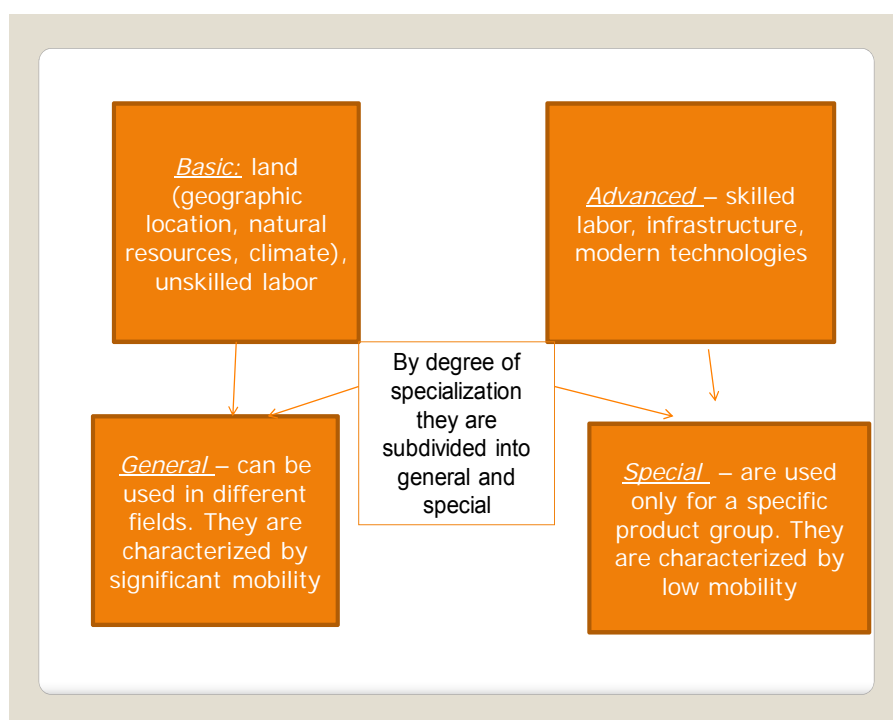 Basic: land
(geographic
location, natural
resources, climate),
unskilled labor
Advanced – skilled
labor, infrastructure,
modern technologies
By degree of
specialization
they are
subdivided into
general and
special
General – can be
used in different
fields. They are
characterized by
significant mobility
Special – are used
only for a specific
product group. They
are characterized by
low mobility